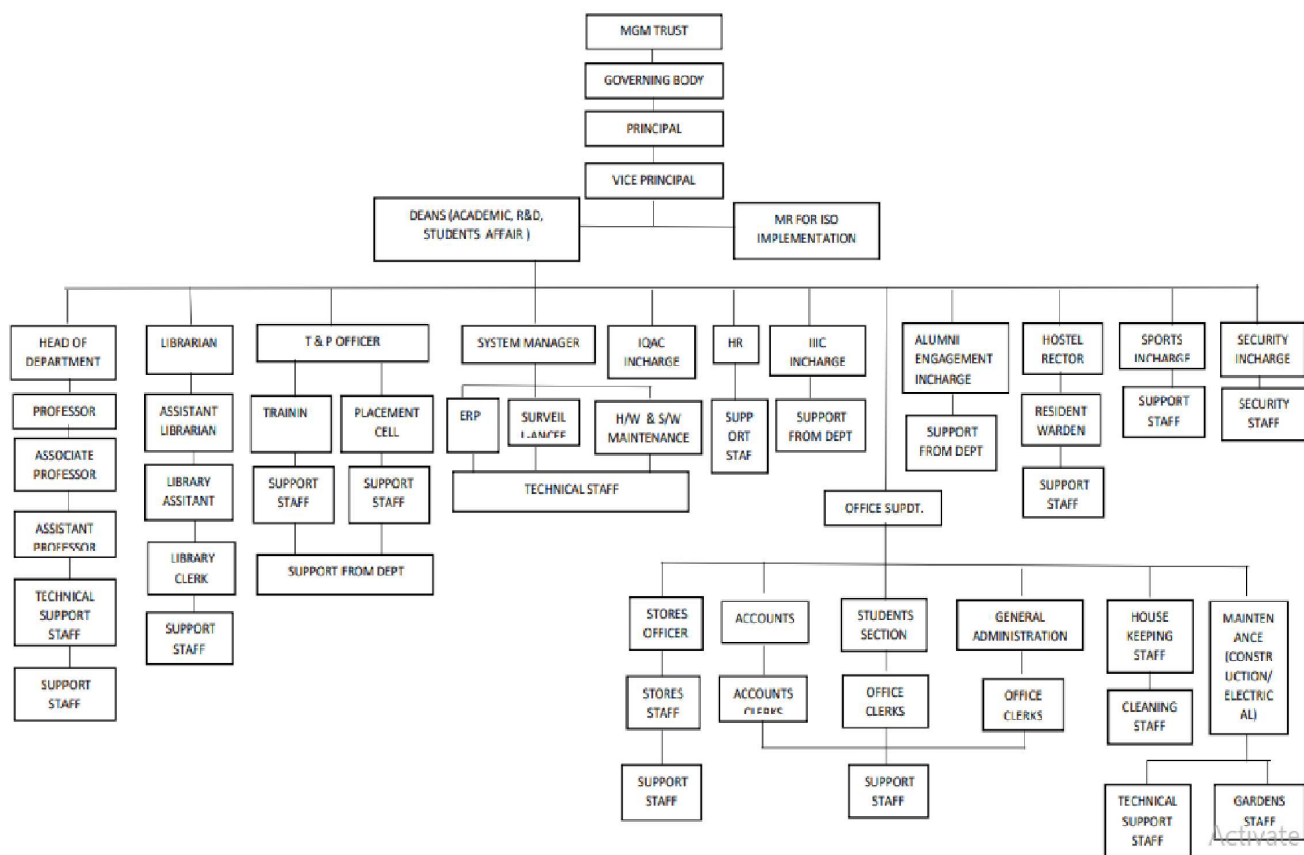 MGM TRUST
GOVERNING BODY
PRINCIPAL
VICE PRINCIPAL
DEANS (ACADEMIC, R&D,
STUDENTS AFFAIR )
MR FOR ISO
IMPLEMENTATION
HEAD OF
DEPARTMENT
LIBRARIAN
T & P OFFICER
SYSTEM MANAGER
IQAC
INCHARGE
HR
IIIC
INCHARGE
ALUMNI
ENGAGEMENT
INCHARGE
HOSTEL
RECTOR
SPORTS
INCHARGE
SECURITY
INCHARGE
PROFESSOR
ASSISTANT
LIBRARIAN
TRAININ
PLACEMENT
CELL
ERP
SURVEIL
LANCE
H/W & S/W
MAINTENANCE
SUPP
ORT
STAF
SUPPORT
FROM DEPT
SUPPORT
FROM DEPT
RESIDENT
WARDEN
SUPPORT
STAFF
SECURITY
STAFF
ASSOCIATE
PROFESSOR
LIBRARY
ASSITANT
SUPPORT
STAFF
SUPPORT
STAFF
TECHNICAL STAFF
SUPPORT
STAFF
OFFICE SUPDT.
ASSISTANT
PROFESSOR
LIBRARY
CLERK
SUPPORT FROM DEPT
TECHNICAL
SUPPORT
STAFF
SUPPORT
STAFF
SUPPORT
STAFF
STORES
OFFICER
ACCOUNTS
STUDENTS
SECTION
GENERAL
ADMINISTRATION
HOUSE
KEEPING
STAFF
MAINTEN
ANCE
(CONSTR
UCTION/
ELECTRIC
AL)
STORES
STAFF
ACCOUNTS
CLERKS
OFFICE
CLERKS
OFFICE
CLERKS
CLEANING
STAFF
SUPPORT
STAFF
SUPPORT
STAFF
TECHNICAL
SUPPORT
STAFF
GARDENS
STAFF
Activate